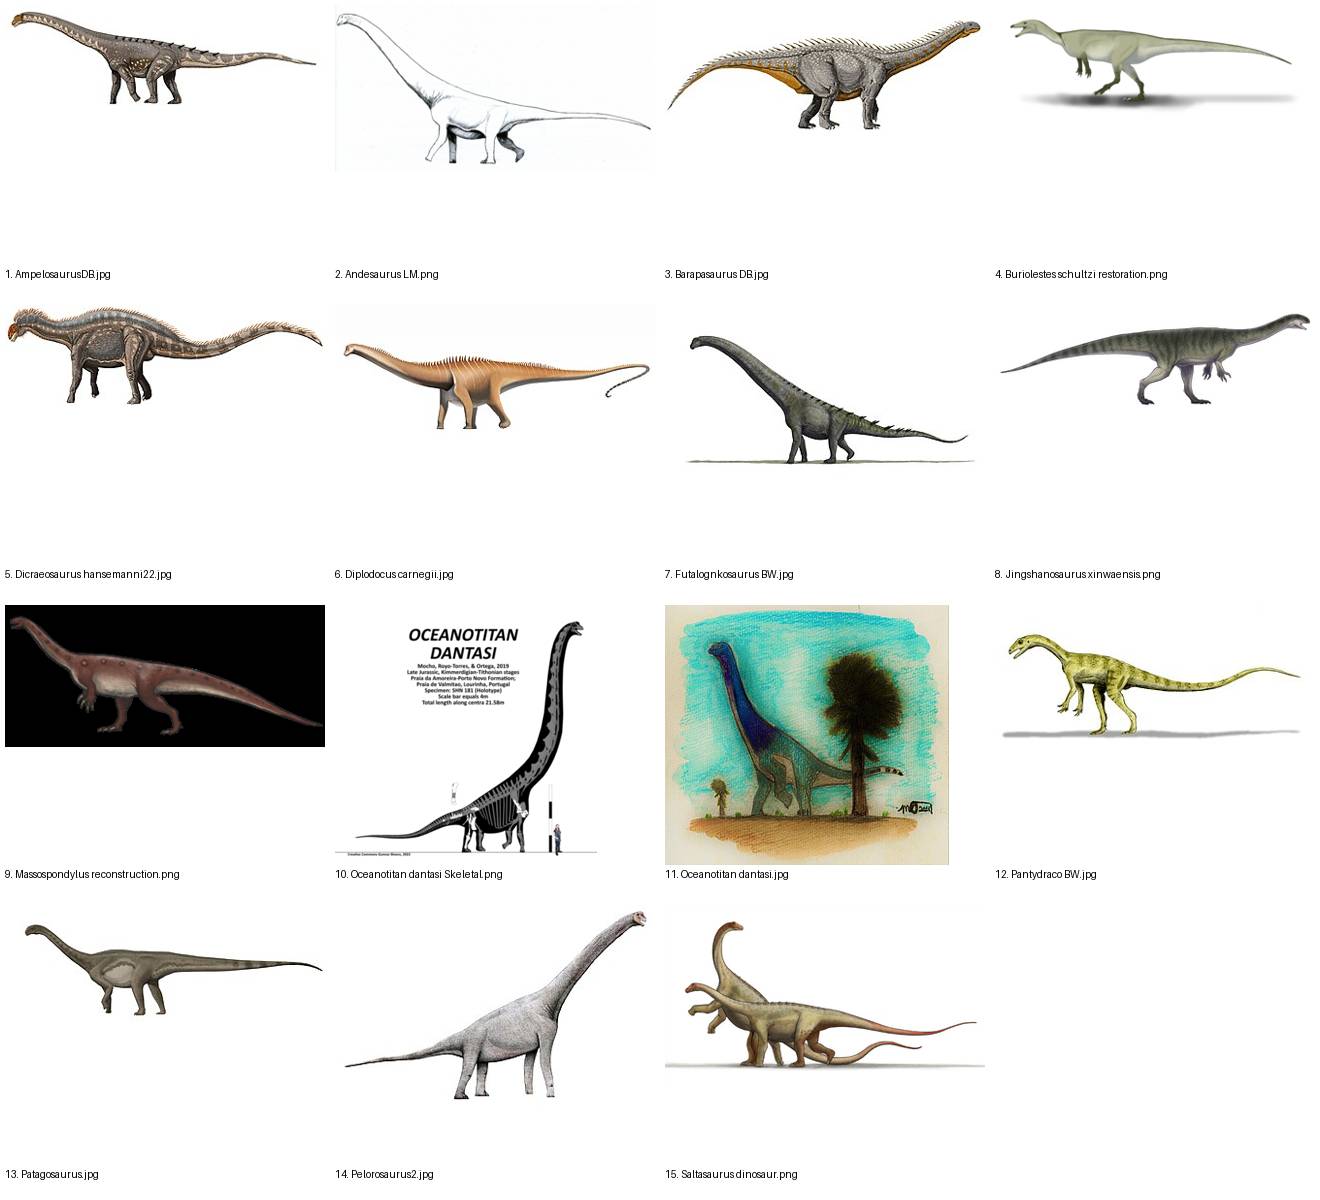 1. AmpelosaurusDB.jpg
2. Andesaurus LM.png
3. Barapasaurus DB.jpg
4. Buriolestes schultzi restoration.png
5. Dicraeosaurus hansemanni22.jpg
6. Diplodocus carnegii.jpg
7. Futalognkosaurus BW.jpg
8. Jingshanosaurus xinwaensis.png
OCEANOTITAN
DANTASI
Mocho, Royo-Torres, & Ortega, 2019
Late Jurassic, Kimmerdigian-Tithonian stages
Praia da Amoreira-Porto Novo Formation,
Praia de Valmitao, Lourinha, Portugal
Specimen: SHN 181 (Holotype)
Scale bar equals 4m
Total length along centra 21.58m
9. Massospondylus reconstruction.png
10. Oceanotitan dantasi Skeletal.png
11. Oceanotitan dantasi.jpg
12. Pantydraco BW.jpg
13. Patagosaurus.jpg
14. Pelorosaurus2.jpg
15. Saltasaurus dinosaur.png